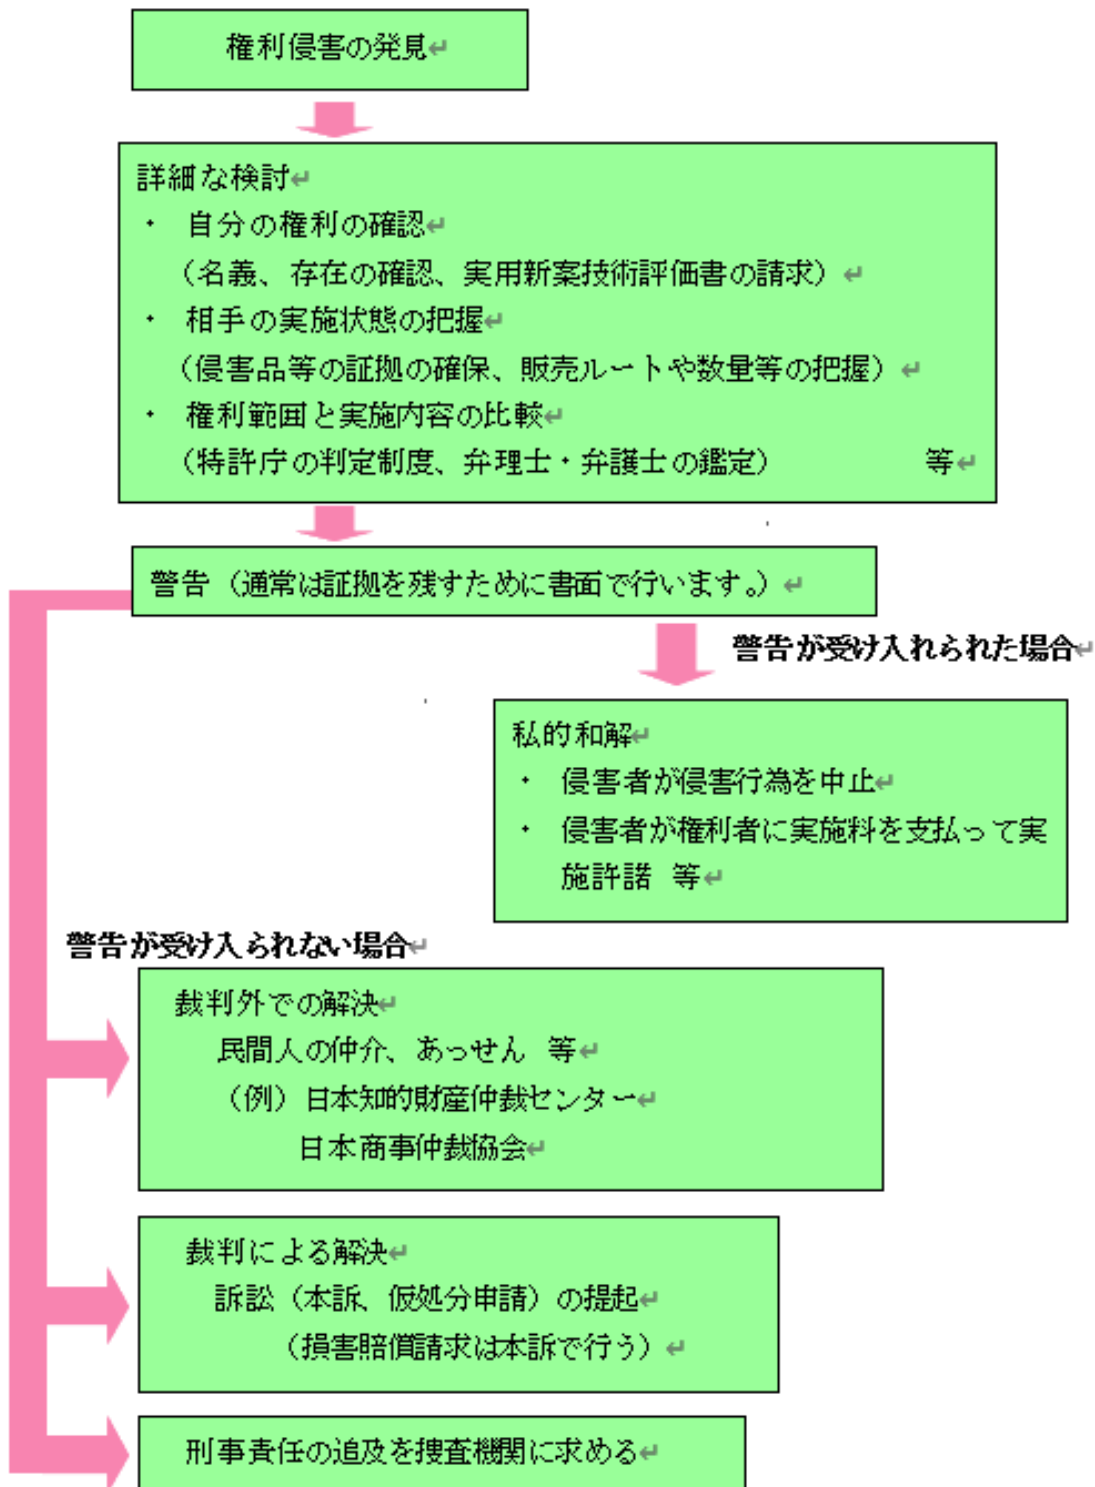 権利侵害の発見↵
詳細な検討↵
・ 自分の権利の確認↵
（名義、存在の確認、実用新案技術評価書の請求）↵
・ 相手の実施状態の把握↵
（侵害品等の証拠の確保、販売ルートや数量等の把握）↵
・ 権利範囲と実施内容の比較↵
（特許庁の判定制度、弁理士・弁護士の鑑定） 等↵
警告（通常は証拠を残すために書面で行います。）↵
警告が受け入れられた場合↵
私的和解↵
・ 侵害者が侵害行為を中止↵
・ 侵害者が権利者に実施料を支払って実
施許諾 等↵
警告が受け入られない場合↵
裁判外での解決↵
民間人の仲介、あっせん 等↵
（例）日本知的財産仲裁センター↵
日本商事仲裁協会↵
裁判による解決↵
訴訟（本訴、仮処分申請）の提起↵
（損害賠償請求は本訴で行う）↵
刑事責任の追及を捜査機関に求める↵